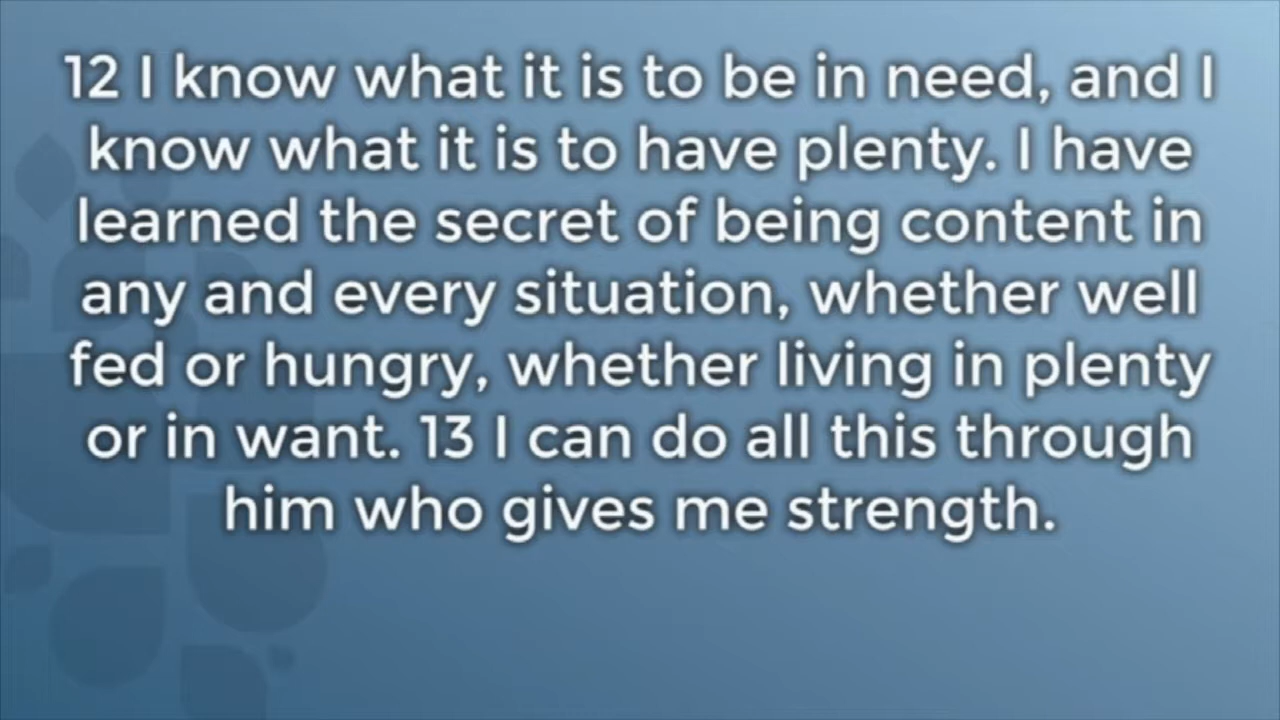 12 I know what it is to be in need, and I
know what it is to have plenty. I have
learned the secret of being content in
any and every situation, whether well
fed or hungry, whether living in plenty
or in want. 13 I can do all this through
him who gives me strength.